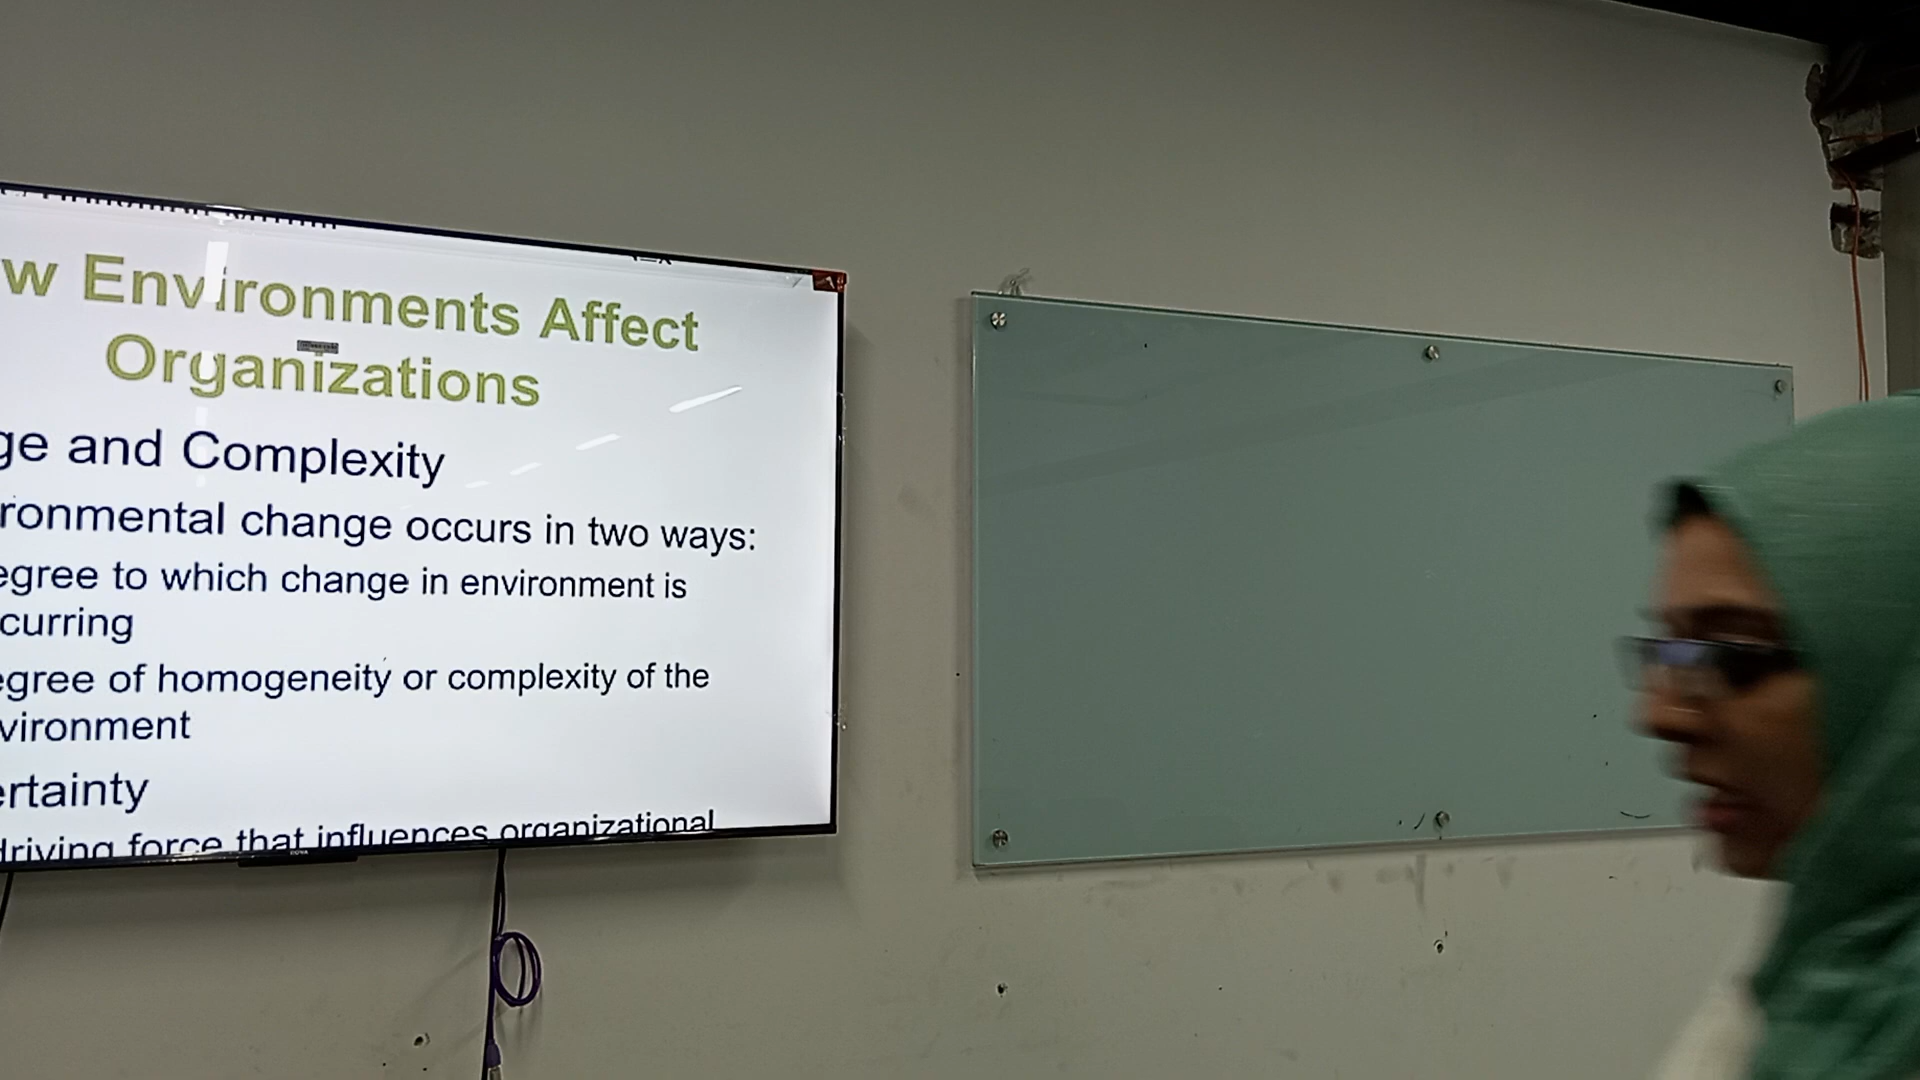 w Environments Affect
Organizations
ge and Complexity
ronmental change occurs in two ways:
egree to which change in environment is
curring
egree of homogeneity or complexity of the
vironment
ertainty
driving force that influences organizational